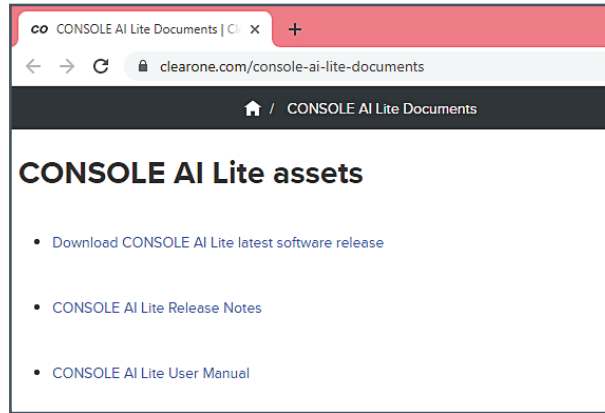 co CONSOLE AI Lite Documents | Cl
clearone.com/console-ai-lite-documents
/ CONSOLE AI Lite Documents
CONSOLE AI Lite assets
• Download CONSOLE AI Lite latest software release
• CONSOLE AI Lite Release Notes
• CONSOLE AI Lite User Manual